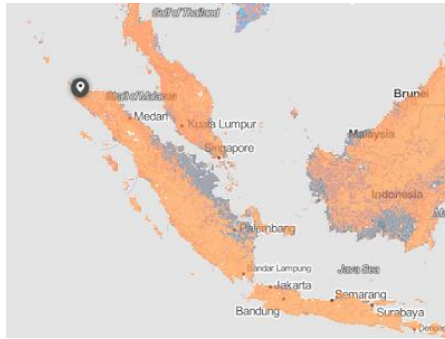 Gulf of Thailand
Strait of Malacca
Medan
Kuala Lumpur
Singapore
Brunei
Malaysia
Indonesia
Palembang
Bandar Lampung
Java Sea
Jakarta
Semarang
Bandung
Surabaya